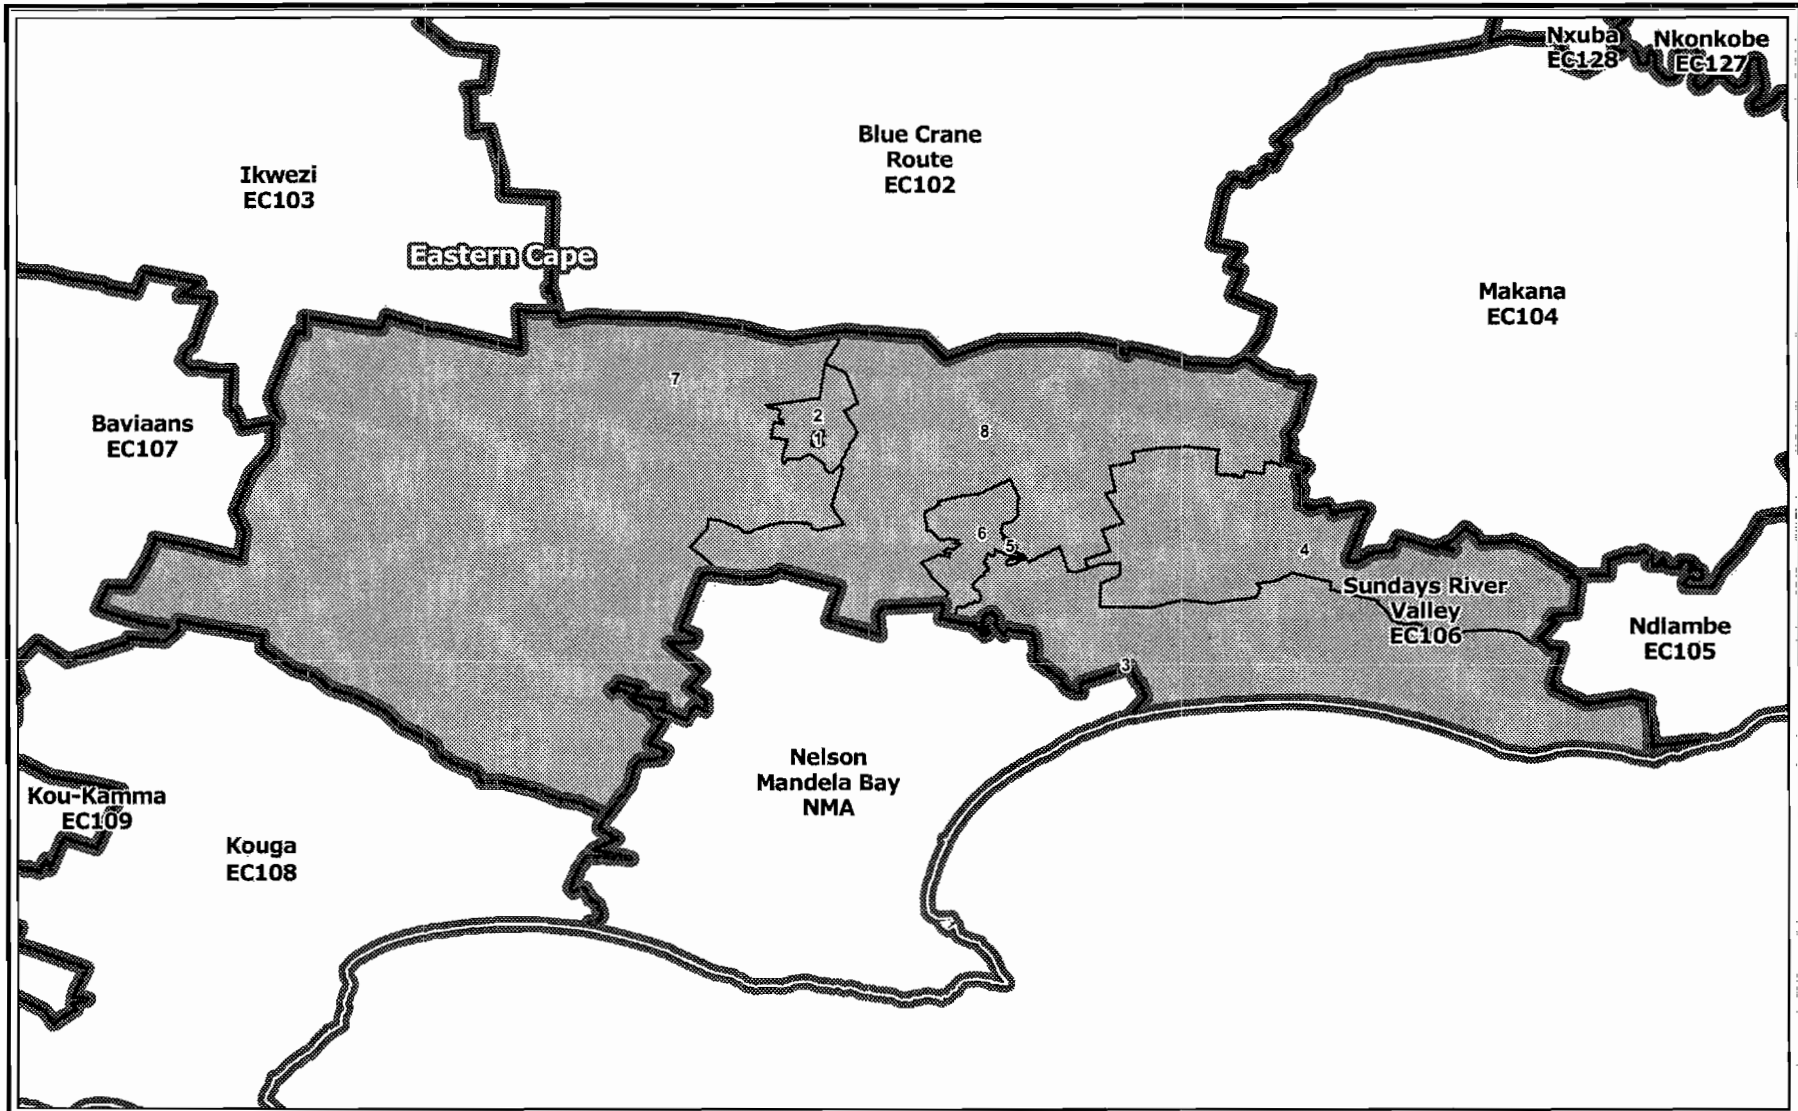 Nxuba
EC128
Nkonkobe
EC127
Blue Crane
Route
EC102
Ikwezi
EC103
Eastern Cape
Makana
EC104
7
2
1
8
Baviaans
EC107
6
5
4
Sundays River
Valley
EC106
Ndlambe
EC105
3
Nelson
Mandela Bay
NMA
Kou-Kamma
EC109
Kouga
EC108